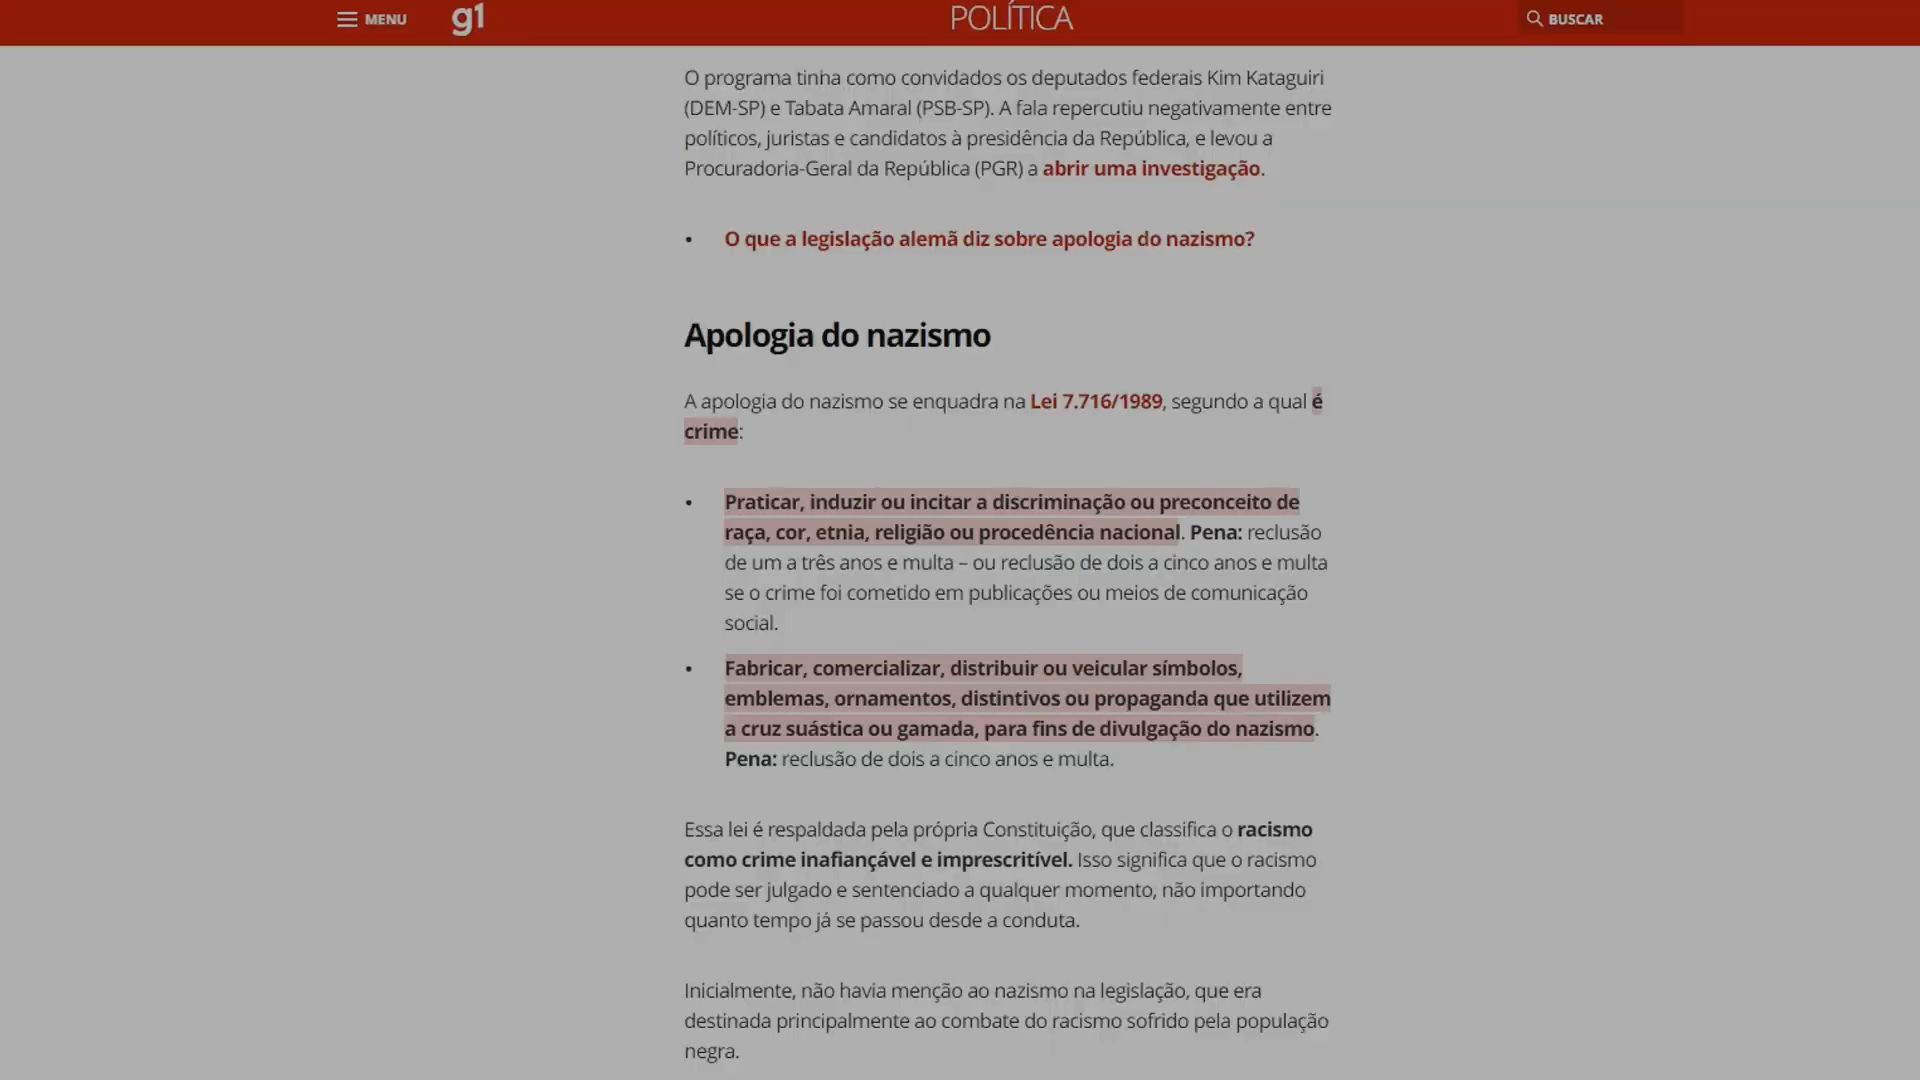 MENU
g1
POLÍTICA
BUSCAR
O programa tinha como convidados os deputados federais Kim Kataguiri
(DEM-SP) e Tabata Amaral (PSB-SP). A fala repercutiu negativamente entre
políticos, juristas e candidatos à presidência da República, e levou a
Procuradoria-Geral da República (PGR) a abrir uma investigação.
• O que a legislação alemã diz sobre apologia do nazismo?
Apologia do nazismo
A apologia do nazismo se enquadra na Lei 7.716/1989, segundo a qual é
crime:
• Praticar, induzir ou incitar a discriminação ou preconceito de
raça, cor, etnia, religião ou procedência nacional. Pena: reclusão
de um a três anos e multa – ou reclusão de dois a cinco anos e multa
se o crime foi cometido em publicações ou meios de comunicação
social.
• Fabricar, comercializar, distribuir ou veicular símbolos,
emblemas, ornamentos, distintivos ou propaganda que utilizem
a cruz suástica ou gamada, para fins de divulgação do nazismo.
Pena: reclusão de dois a cinco anos e multa.
Essa lei é respaldada pela própria Constituição, que classifica o racismo
como crime inafiançável e imprescritível. Isso significa que o racismo
pode ser julgado e sentenciado a qualquer momento, não importando
quanto tempo já se passou desde a conduta.
Inicialmente, não havia menção ao nazismo na legislação, que era
destinada principalmente ao combate do racismo sofrido pela população
negra.